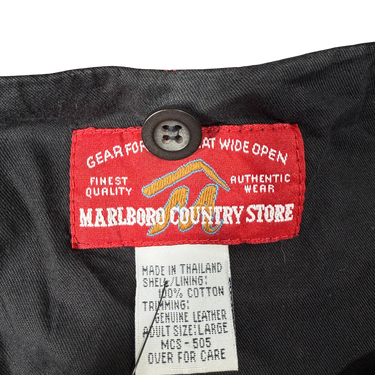 GEAR FOR THAT WIDE OPEN
FINEST QUALITY
AUTHENTIC WEAR
MARLBORO COUNTRY STORE
MADE IN THAILAND
SHELL/LINING:
100% COTTON
TRIMMING:
GENUINE LEATHER
ADULT SIZE: LARGE
MCS - 505
OVER FOR CARE